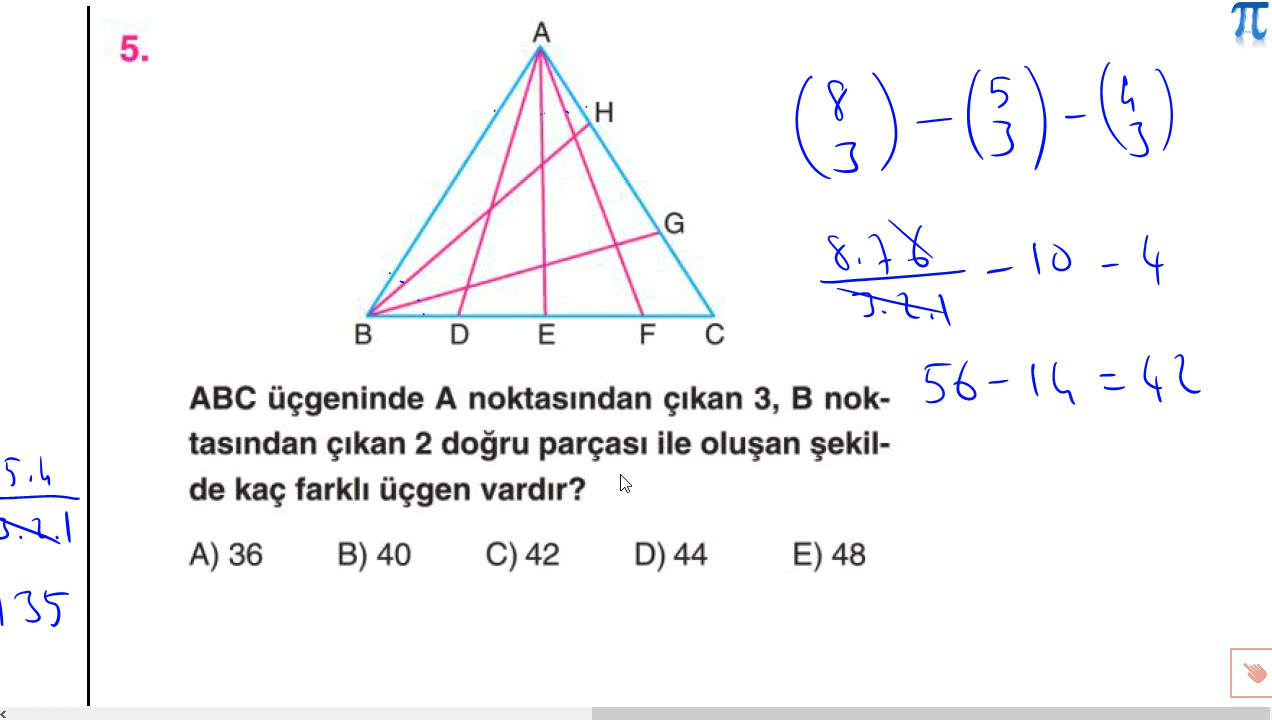 π
5.
A
H
G
B D E F C
(8 3) - (5 3) - (4 3)
8.7 6 / 3.2.1 - 10 - 4
56 - 14 = 42
ABC üçgeninde A noktasından çıkan 3, B nok-
tasından çıkan 2 doğru parçası ile oluşan şekil-
de kaç farklı üçgen vardır?
A) 36 B) 40 C) 42 D) 44 E) 48
5.4
3.2.1
135